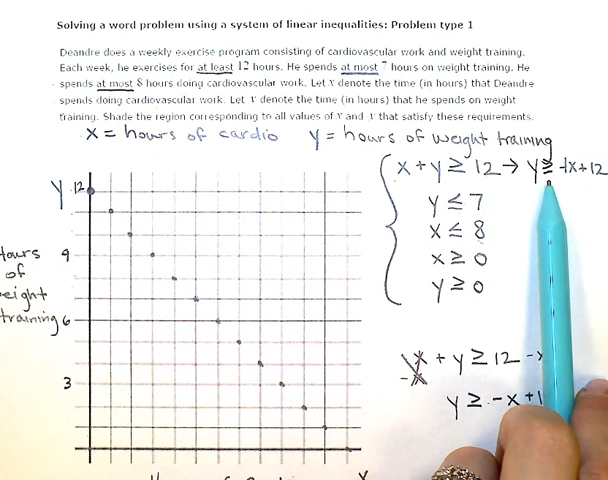 Solving a word problem using a system of linear inequalities: Problem type 1
Deandre does a weekly exercise program consisting of cardiovascular work and weight training.
Each week, he exercises for at least 12 hours. He spends at most 7 hours on weight training. He
spends at most 8 hours doing cardiovascular work. Let x denote the time (in hours) that Deandre
spends doing cardiovascular work. Let y denote the time (in hours) that he spends on weight
training. Shade the region corresponding to all values of x and y that satisfy these requirements.
x = hours of cardio y = hours of weight training
x + y ≥ 12 → y ≥ -1x+12
y ≤ 7
x ≤ 8
x ≥ 0
y ≥ 0
y 12
Hours 9
of
eight
training 6
3
x + y ≥ 12 - x
-x
y ≥ -x +1
x